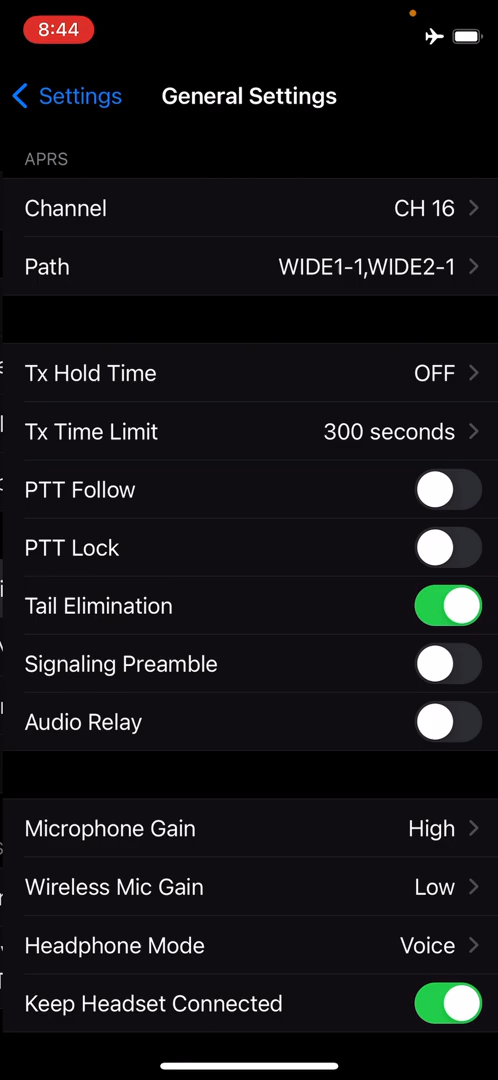 8:44
Settings
General Settings
APRS
Channel CH 16
Path WIDE1-1,WIDE2-1
Tx Hold Time OFF
Tx Time Limit 300 seconds
PTT Follow
PTT Lock
Tail Elimination
Signaling Preamble
Audio Relay
Microphone Gain High
Wireless Mic Gain Low
Headphone Mode Voice
Keep Headset Connected